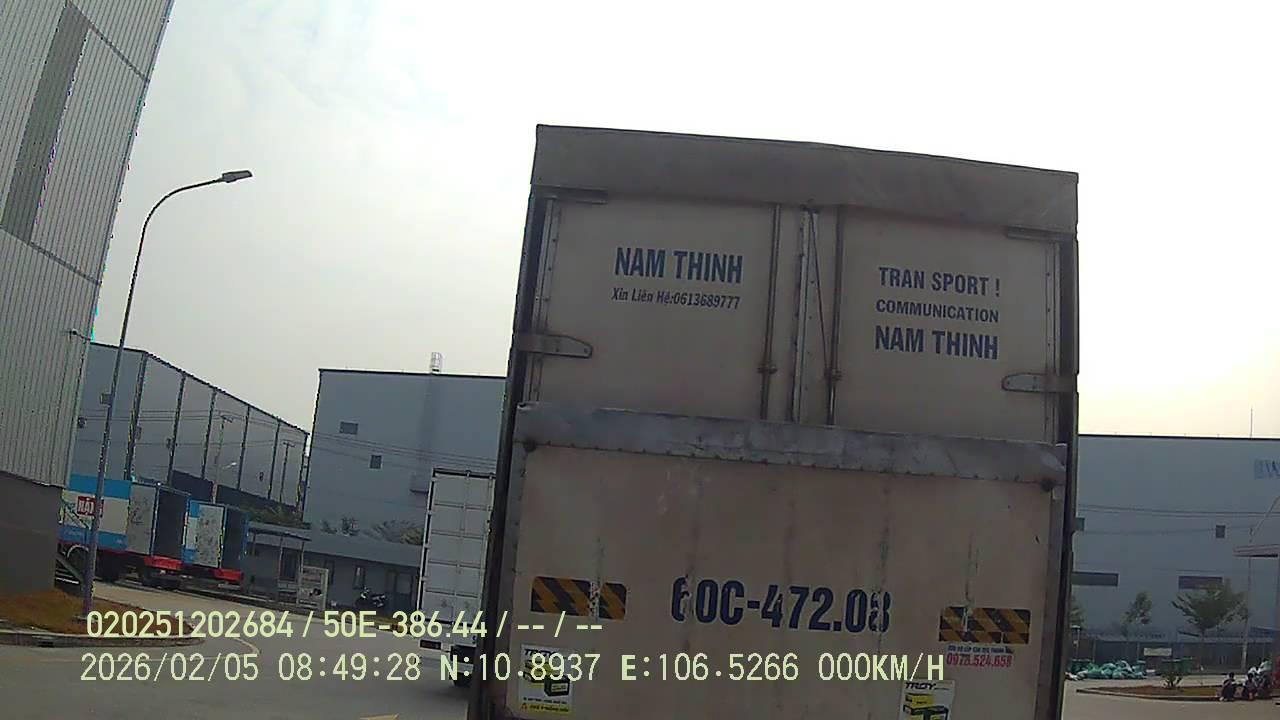 NAM THINH
Xin Liên Hệ:0613689777
TRAN SPORT !
COMMUNICATION
NAM THINH
60C-472.08
0978.524.658
TROY
020251202684 / 50E-386.44 / -- / --
2026/02/05 08:49:28 N:10.8937 E:106.5266 000KM/H